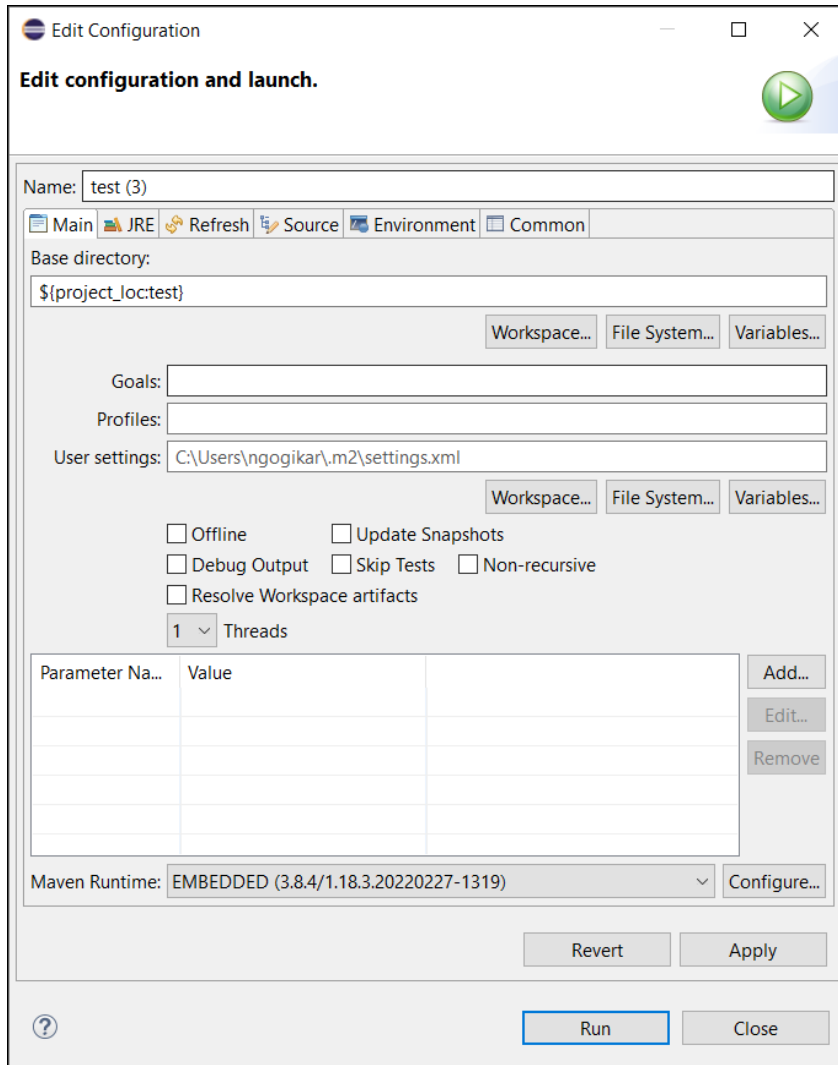 Edit Configuration
Edit configuration and launch.
Name: test (3)
Main JRE Refresh Source Environment Common
Base directory:
${project_loc:test}
Workspace... File System... Variables...
Goals:
Profiles:
User settings: C:\Users\ngogikar\.m2\settings.xml
Workspace... File System... Variables...
Offline Update Snapshots
Debug Output Skip Tests Non-recursive
Resolve Workspace artifacts
1 Threads
Parameter Na... Value Add...
Edit...
Remove
Maven Runtime: EMBEDDED (3.8.4/1.18.3.20220227-1319) Configure...
Revert Apply
? Run Close